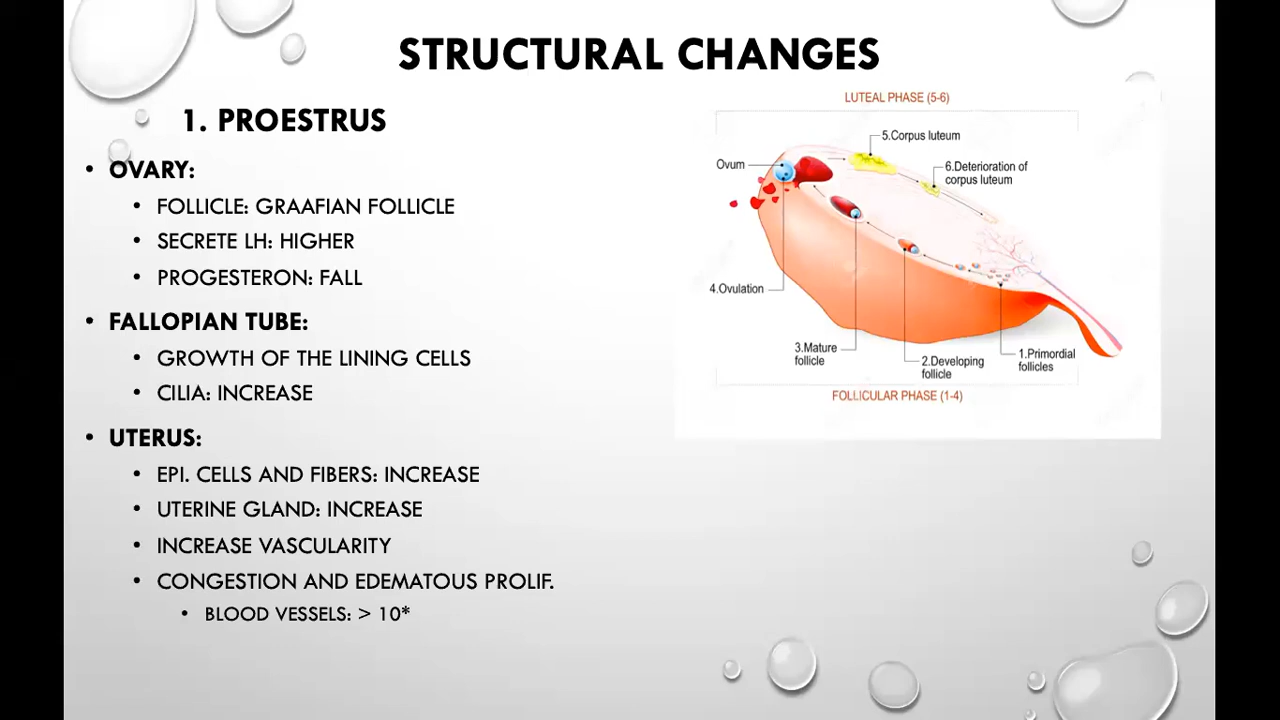 STRUCTURAL CHANGES
1. PROESTRUS
• OVARY:
• FOLLICLE: GRAAFIAN FOLLICLE
• SECRETE LH: HIGHER
• PROGESTERON: FALL
• FALLOPIAN TUBE:
• GROWTH OF THE LINING CELLS
• CILIA: INCREASE
• UTERUS:
• EPI. CELLS AND FIBERS: INCREASE
• UTERINE GLAND: INCREASE
• INCREASE VASCULARITY
• CONGESTION AND EDEMATOUS PROLIF.
• BLOOD VESSELS: > 10*
LUTEAL PHASE (5-6)
5.Corpus luteum
Ovum
6.Deterioration of
corpus luteum
4.Ovulation
3.Mature
follicle
2.Developing
follicle
1.Primordial
follicles
FOLLICULAR PHASE (1-4)